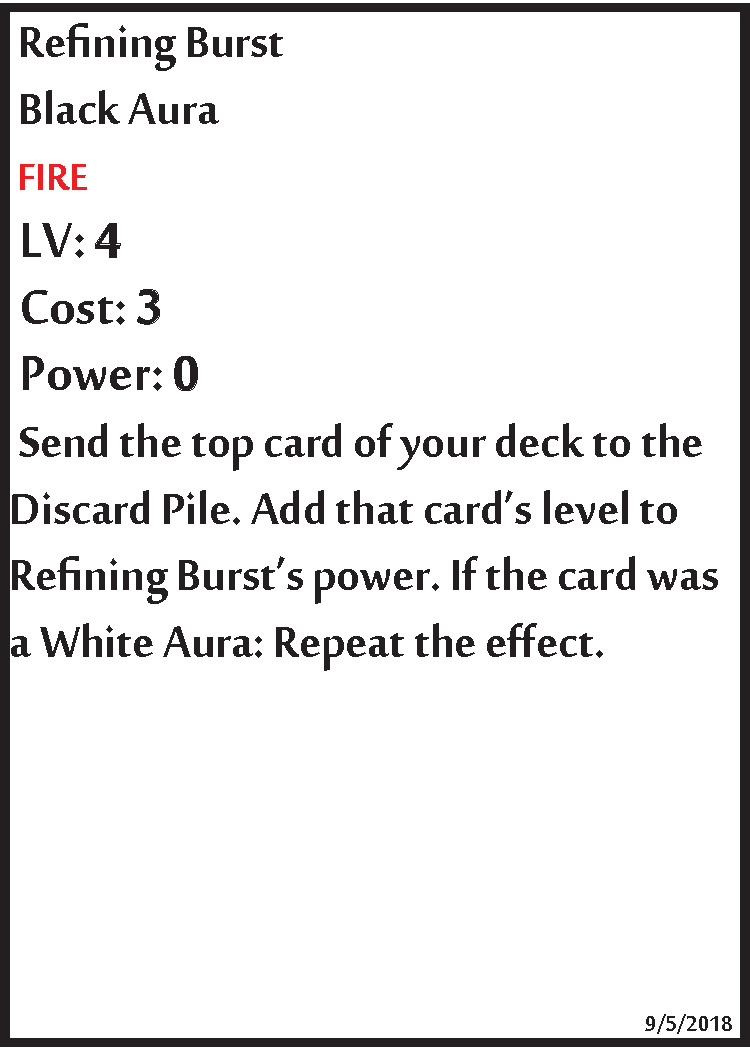 Refining Burst
Black Aura
FIRE
LV: 4
Cost: 3
Power: 0
Send the top card of your deck to the
Discard Pile. Add that card's level to
Refining Burst's power. If the card was
a White Aura: Repeat the effect.
9/5/2018